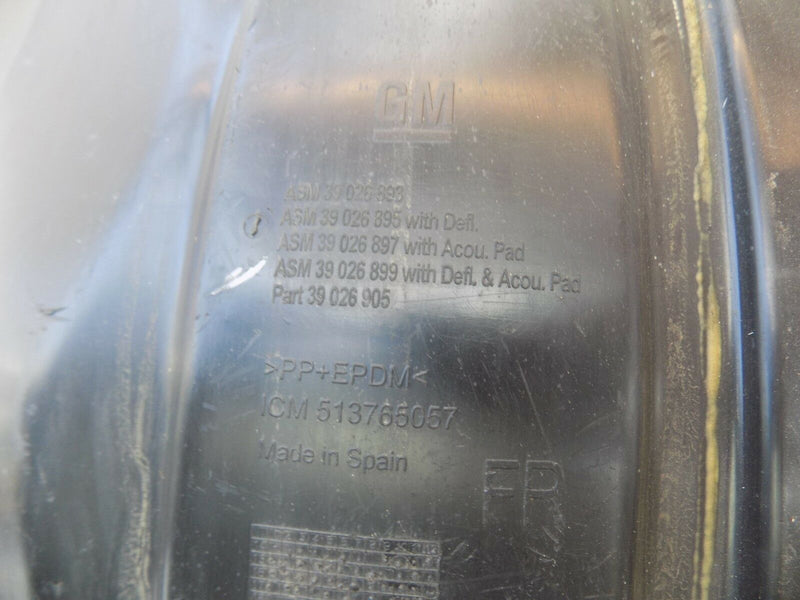 GM
ASM 39 026 893
ASM 39 026 895 with Defl.
ASM 39 026 897 with Acou. Pad
ASM 39 026 899 with Defl. & Acou. Pad
Part 39 026 905
>PP+EPDM<
ICM 513765057
Made in Spain